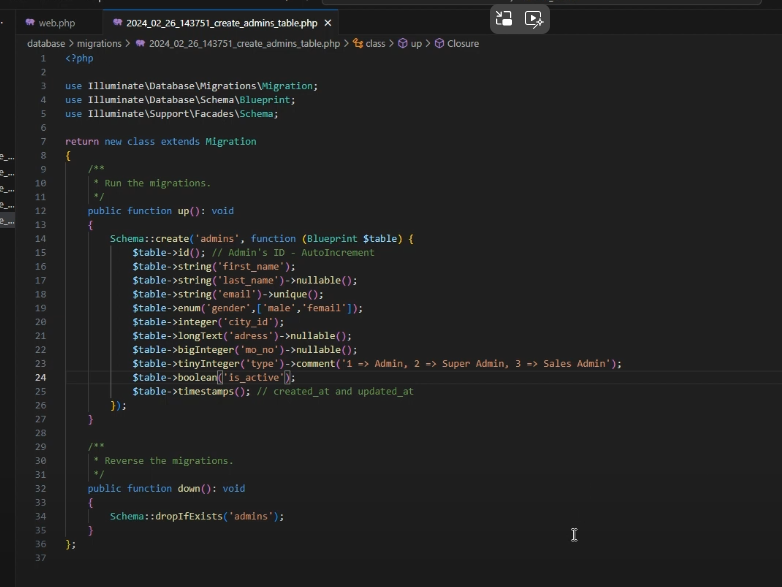 web.php
2024_02_26_143751_create_admins_table.php ×
database > migrations > 2024_02_26_143751_create_admins_table.php > class > up > Closure
1 <?php
2
3 use Illuminate\Database\Migrations\Migration;
4 use Illuminate\Database\Schema\Blueprint;
5 use Illuminate\Support\Facades\Schema;
6
7 return new class extends Migration
8 {
9 /**
10 * Run the migrations.
11 */
12 public function up(): void
13 {
14 Schema::create('admins', function (Blueprint $table) {
15 $table->id(); // Admin's ID - AutoIncrement
16 $table->string('first_name');
17 $table->string('last_name')->nullable();
18 $table->string('email')->unique();
19 $table->enum('gender',['male','femail']);
20 $table->integer('city_id');
21 $table->longText('adress')->nullable();
22 $table->bigInteger('mo_no')->nullable();
23 $table->tinyInteger('type')->comment('1 => Admin, 2 => Super Admin, 3 => Sales Admin');
24 $table->boolean('is_active');
25 $table->timestamps(); // created_at and updated_at
26 });
27 }
28
29 /**
30 * Reverse the migrations.
31 */
32 public function down(): void
33 {
34 Schema::dropIfExists('admins');
35 }
36 };
37